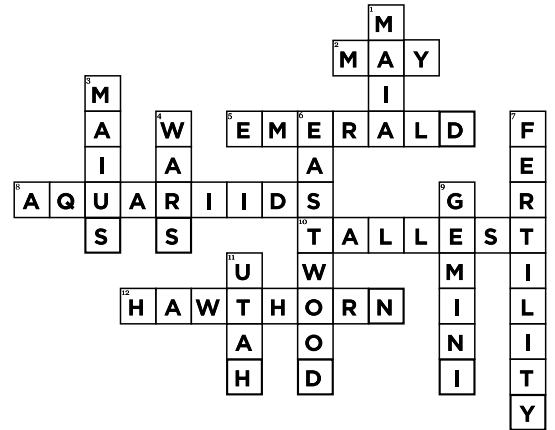 1 M
2 M A Y
3 M I
A 4 W 5 E M 6 E R A L D 7 F
I A A E
8 A Q U A R I I D S 9 G R
S S 10 T A L L E S T
11 U W M I
12 H A W T H O R N I L
A O N I
H D I T
Y